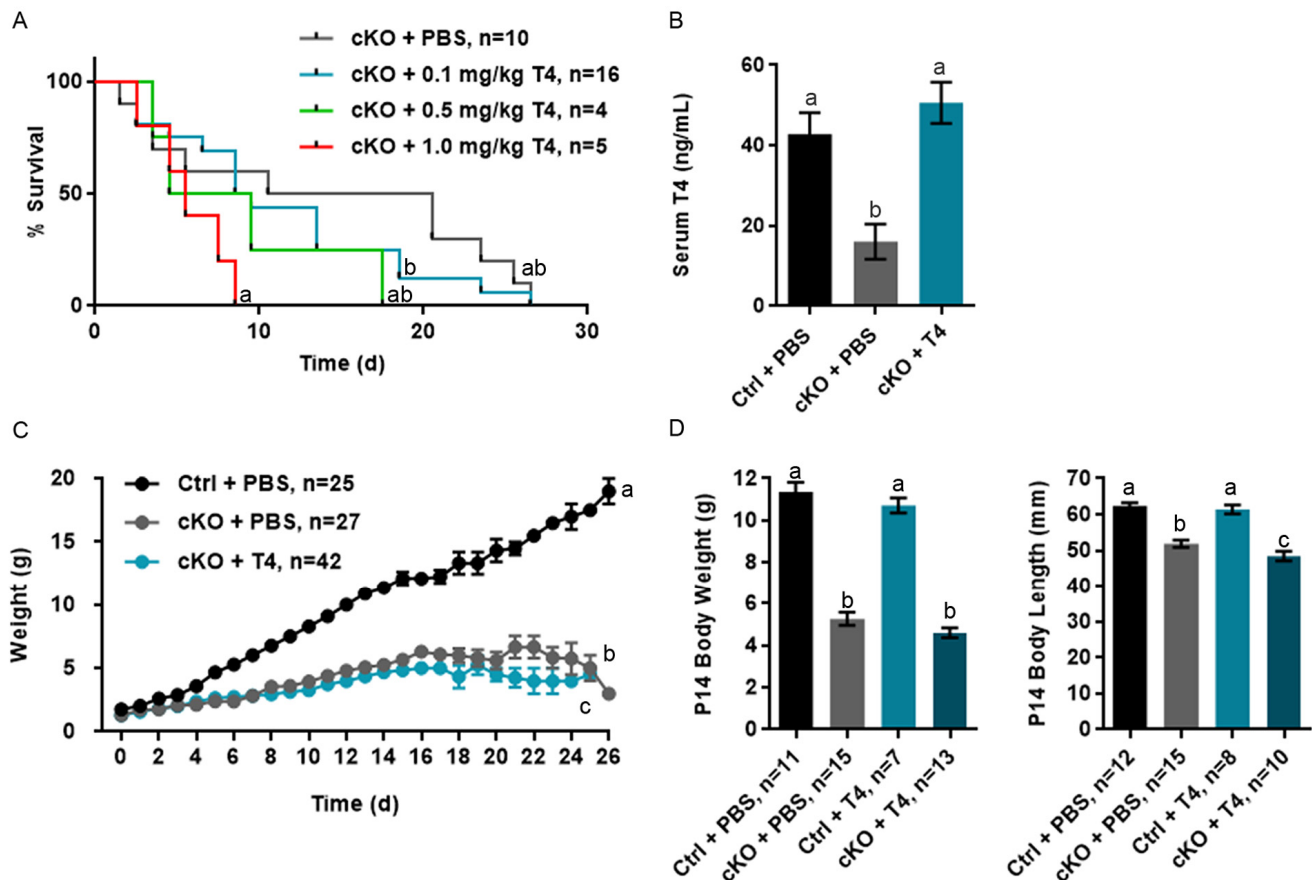 A
cKO + PBS, n=10
cKO + 0.1 mg/kg T4, n=16
cKO + 0.5 mg/kg T4, n=4
cKO + 1.0 mg/kg T4, n=5
% Survival
100
50
0
a
b
ab
ab
0 10 20 30
Time (d)
B
Serum T4 (ng/mL)
60
40
20
0
a
b
a
Ctrl + PBS
cKO + PBS
cKO + T4
C
Ctrl + PBS, n=25
cKO + PBS, n=27
cKO + T4, n=42
Weight (g)
20
15
10
5
0
a
b
c
0 2 4 6 8 10 12 14 16 18 20 22 24 26
Time (d)
D
P14 Body Weight (g)
12
10
8
6
4
2
0
a
b
a
b
Ctrl + PBS, n=11
cKO + PBS, n=15
Ctrl + T4, n=7
cKO + T4, n=13
P14 Body Length (mm)
70
60
50
40
30
20
10
0
a
b
a
c
Ctrl + PBS, n=12
cKO + PBS, n=15
Ctrl + T4, n=8
cKO + T4, n=10